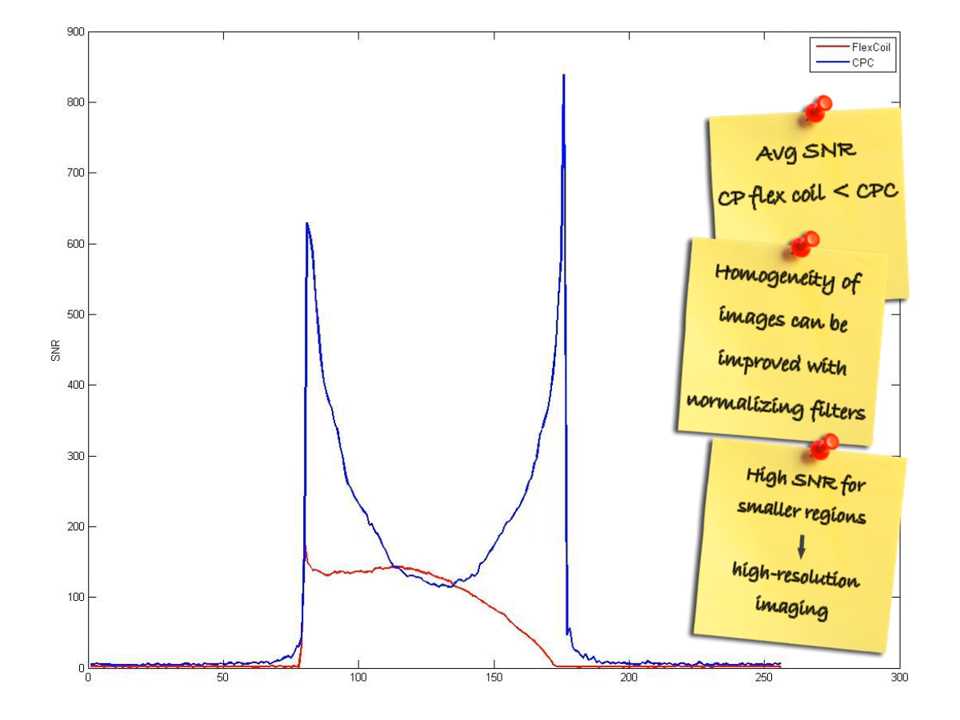 900
800
700
600
500
400
300
200
100
0
SNR
0 50 100 150 200 250 300
FlexCoil
CPC
Avg SNR
CP flex coil < CPC
Homogeneity of
images can be
improved with
normalizing filters
High SNR for
smaller regions
high-resolution
imaging